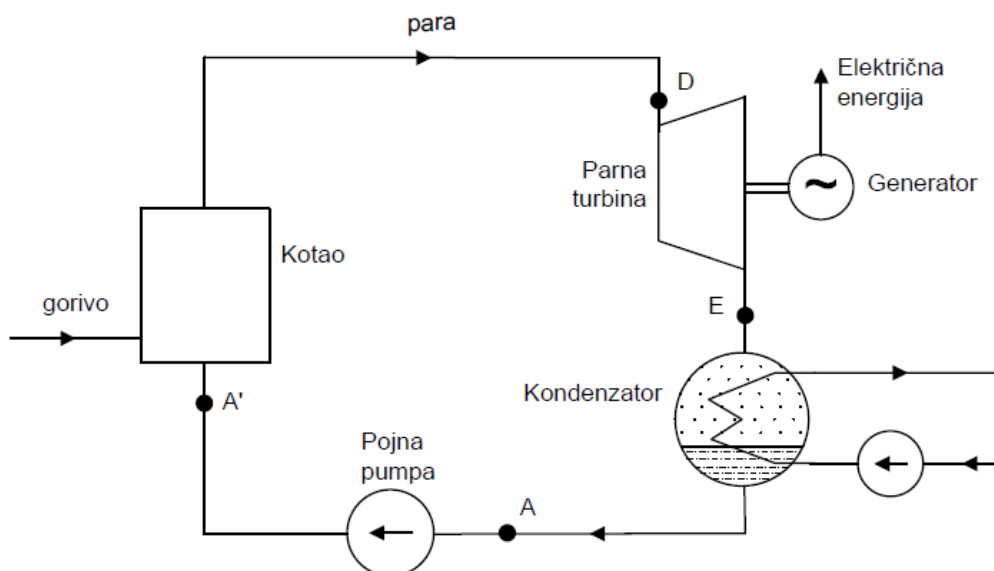 para
D
Električna
energija
Parna
turbina
~
Generator
Kotao
gorivo
E
Kondenzator
A'
Pojna
pumpa
A